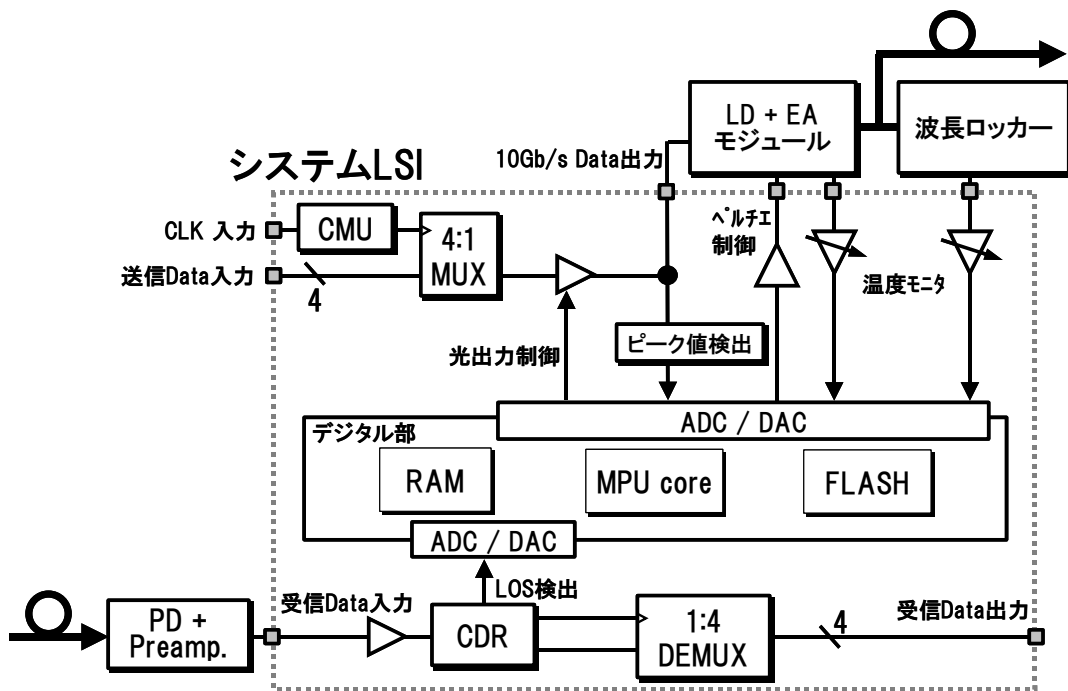 LD + EA
モジュール
波長ロッカー
10Gb/s Data出力
システムLSI
CLK 入力
CMU
4:1
MUX
ペルチエ
制御
送信Data入力
4
温度モニタ
光出力制御
ピーク値検出
ADC / DAC
デジタル部
RAM
MPU core
FLASH
ADC / DAC
LOS検出
受信Data入力
PD +
Preamp.
CDR
1:4
DEMUX
4
受信Data出力